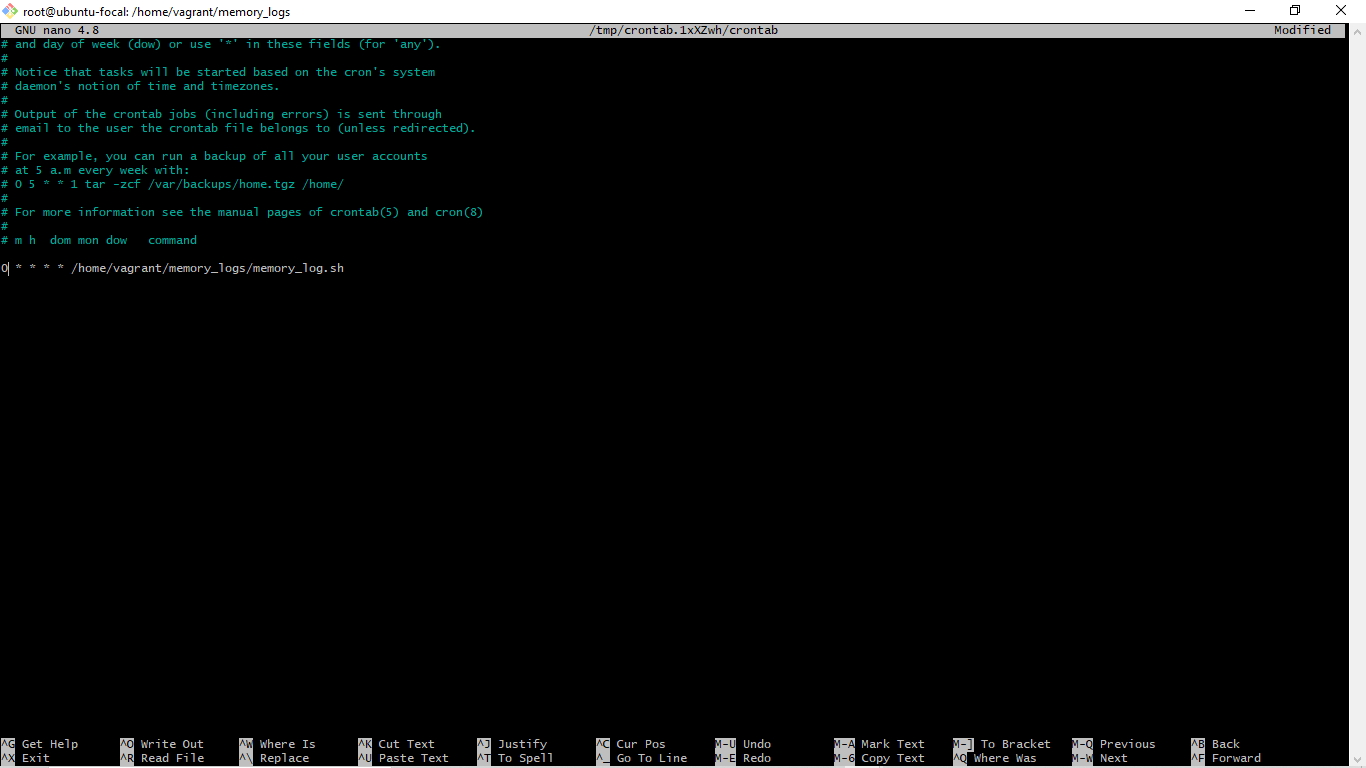 root@ubuntu-focal: /home/vagrant/memory_logs
GNU nano 4.8 /tmp/crontab.1xXZwh/crontab Modified
# and day of week (dow) or use '*' in these fields (for 'any').
#
# Notice that tasks will be started based on the cron's system
# daemon's notion of time and timezones.
#
# Output of the crontab jobs (including errors) is sent through
# email to the user the crontab file belongs to (unless redirected).
#
# For example, you can run a backup of all your user accounts
# at 5 a.m every week with:
# 0 5 * * 1 tar -zcf /var/backups/home.tgz /home/
#
# For more information see the manual pages of crontab(5) and cron(8)
#
# m h  dom mon dow   command
0 * * * * /home/vagrant/memory_logs/memory_log.sh
^G Get Help ^O Write Out ^W Where Is ^K Cut Text ^J Justify ^C Cur Pos M-U Undo M-A Mark Text M-] To Bracket M-Q Previous ^B Back
^X Exit ^R Read File ^\ Replace ^U Paste Text ^T To Spell ^_ Go To Line M-E Redo M-6 Copy Text ^Q Where Was M-W Next ^F Forward